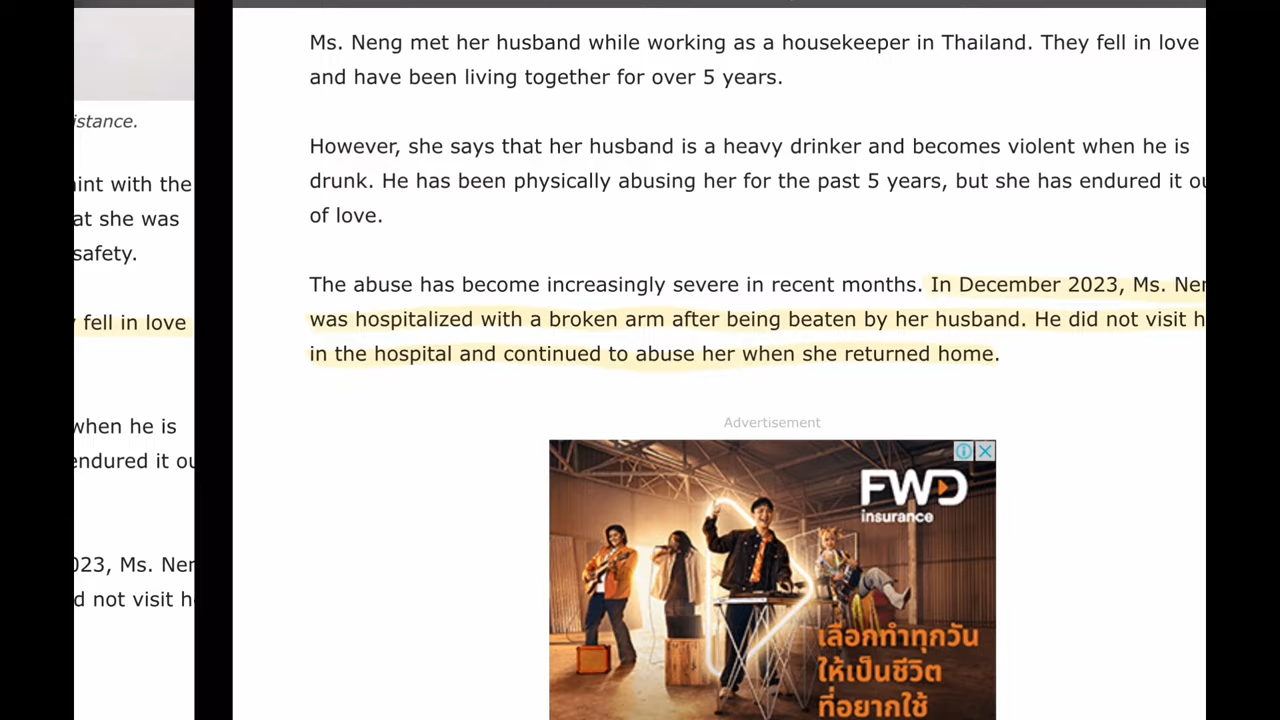 istance.
int with the
at she was
safety.
fell in love
when he is
endured it
023, Ms.
d not visit
Ms. Neng met her husband while working as a housekeeper in Thailand. They fell in love
and have been living together for over 5 years.
However, she says that her husband is a heavy drinker and becomes violent when he is
drunk. He has been physically abusing her for the past 5 years, but she has endured it
of love.
The abuse has become increasingly severe in recent months. In December 2023, Ms.
was hospitalized with a broken arm after being beaten by her husband. He did not visit
in the hospital and continued to abuse her when she returned home.
Advertisement
FWD
insurance
เลือกทำทุกวัน
ให้เป็นชีวิต
ที่อยากใช้